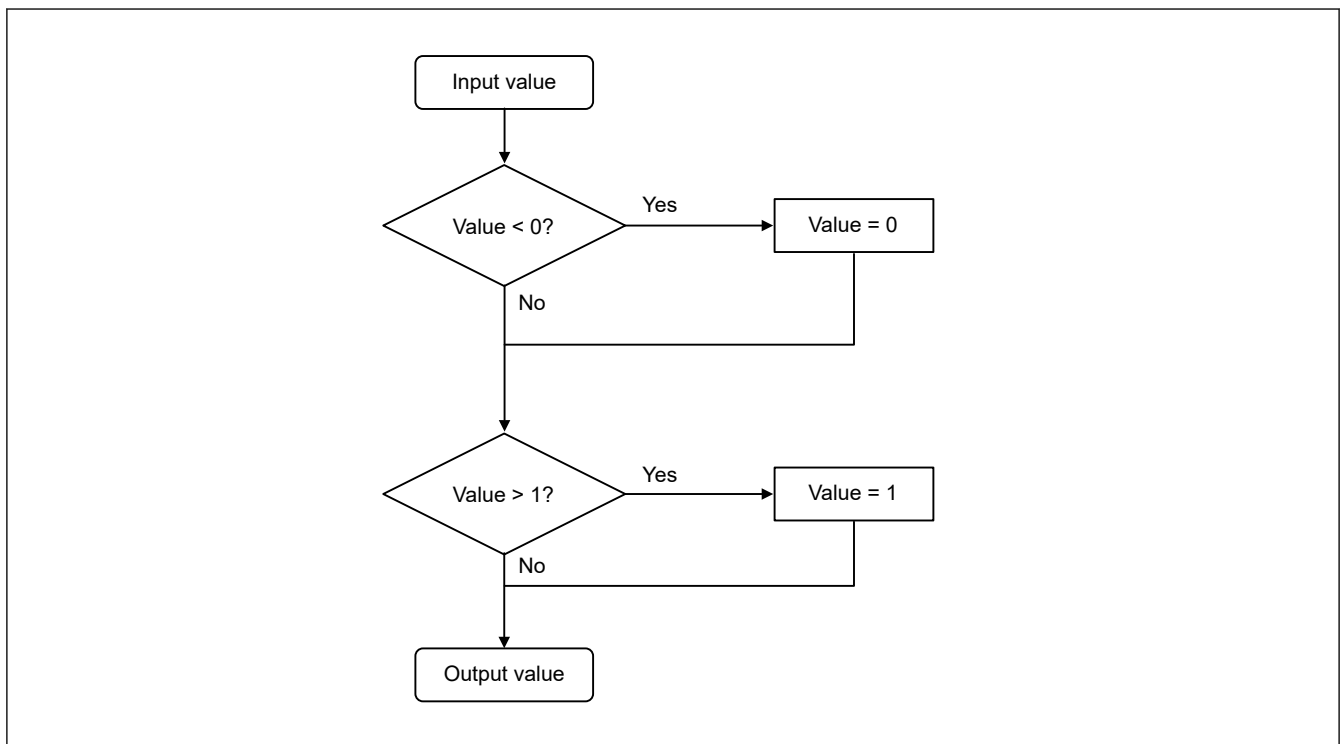 Input value
Value < 0?
Yes
Value = 0
No
Value > 1?
Yes
Value = 1
No
Output value